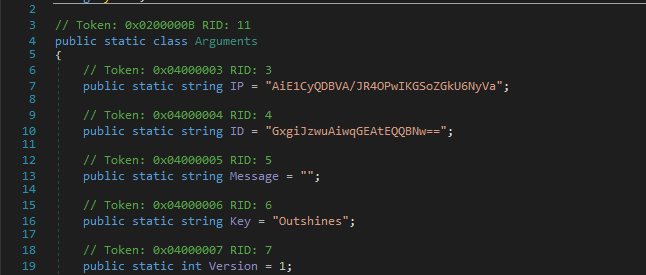 2
3 // Token: 0x0200000B RID: 11
4 public static class Arguments
5 {
6 // Token: 0x04000003 RID: 3
7 public static string IP = "AiE1CyQDBVA/JR4OPwIKGSoZGkU6NyVa";
8
9 // Token: 0x04000004 RID: 4
10 public static string ID = "GxgiJzwuAiwqGEAtEQQBNw==";
11
12 // Token: 0x04000005 RID: 5
13 public static string Message = "";
14
15 // Token: 0x04000006 RID: 6
16 public static string Key = "Outshines";
17
18 // Token: 0x04000007 RID: 7
19 public static int Version = 1;